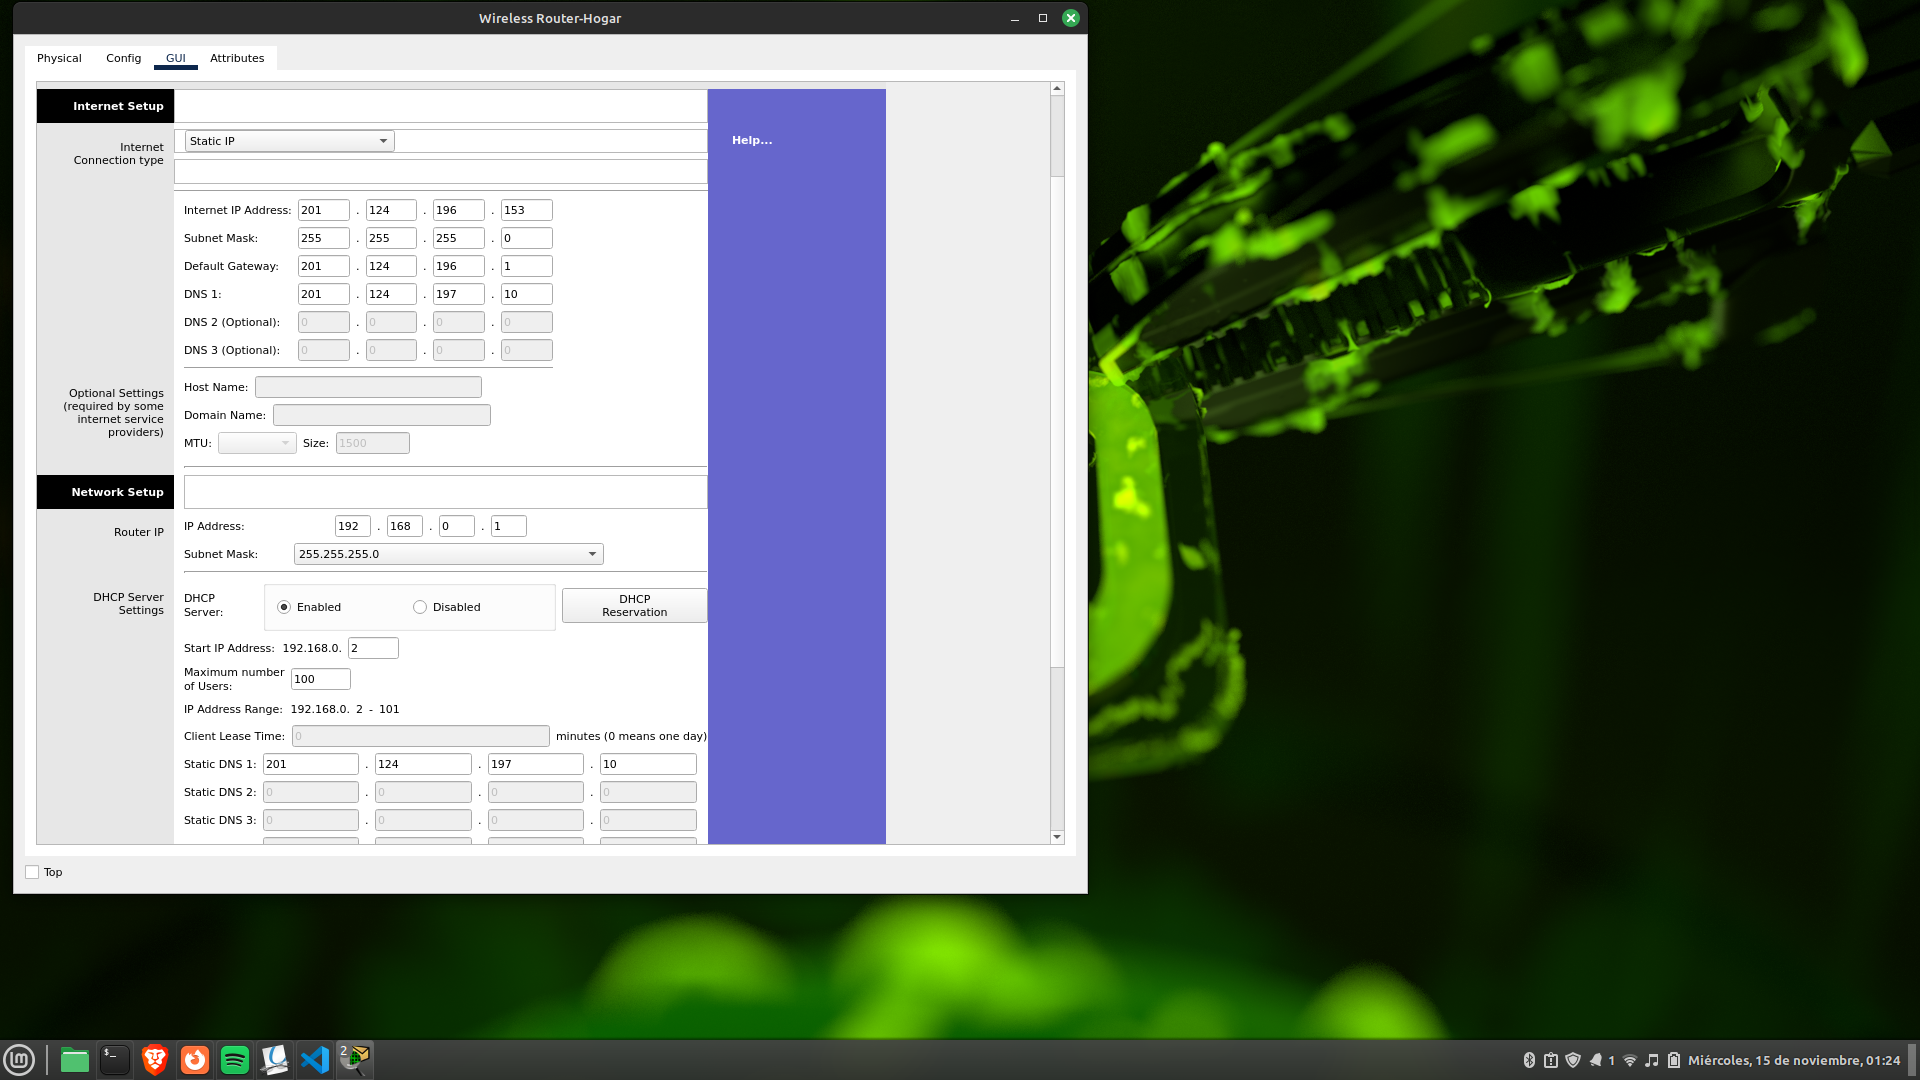 Wireless Router-Hogar
Physical Config GUI Attributes
Internet Setup
Internet
Connection type
Static IP
Help...
Internet IP Address: 201 . 124 . 196 . 153
Subnet Mask: 255 . 255 . 255 . 0
Default Gateway: 201 . 124 . 196 . 1
DNS 1: 201 . 124 . 197 . 10
DNS 2 (Optional): 0 . 0 . 0 . 0
DNS 3 (Optional): 0 . 0 . 0 . 0
Optional Settings
(required by some
internet service
providers)
Host Name:
Domain Name:
MTU: Size: 1500
Network Setup
Router IP
IP Address: 192 . 168 . 0 . 1
Subnet Mask: 255.255.255.0
DHCP Server
Settings
DHCP
Server:
Enabled Disabled
DHCP
Reservation
Start IP Address: 192.168.0. 2
Maximum number
of Users:
100
IP Address Range: 192.168.0. 2 - 101
Client Lease Time: 0 minutes (0 means one day)
Static DNS 1: 201 . 124 . 197 . 10
Static DNS 2: 0 . 0 . 0 . 0
Static DNS 3: 0 . 0 . 0 . 0
Top
2
1 Miércoles, 15 de noviembre, 01:24